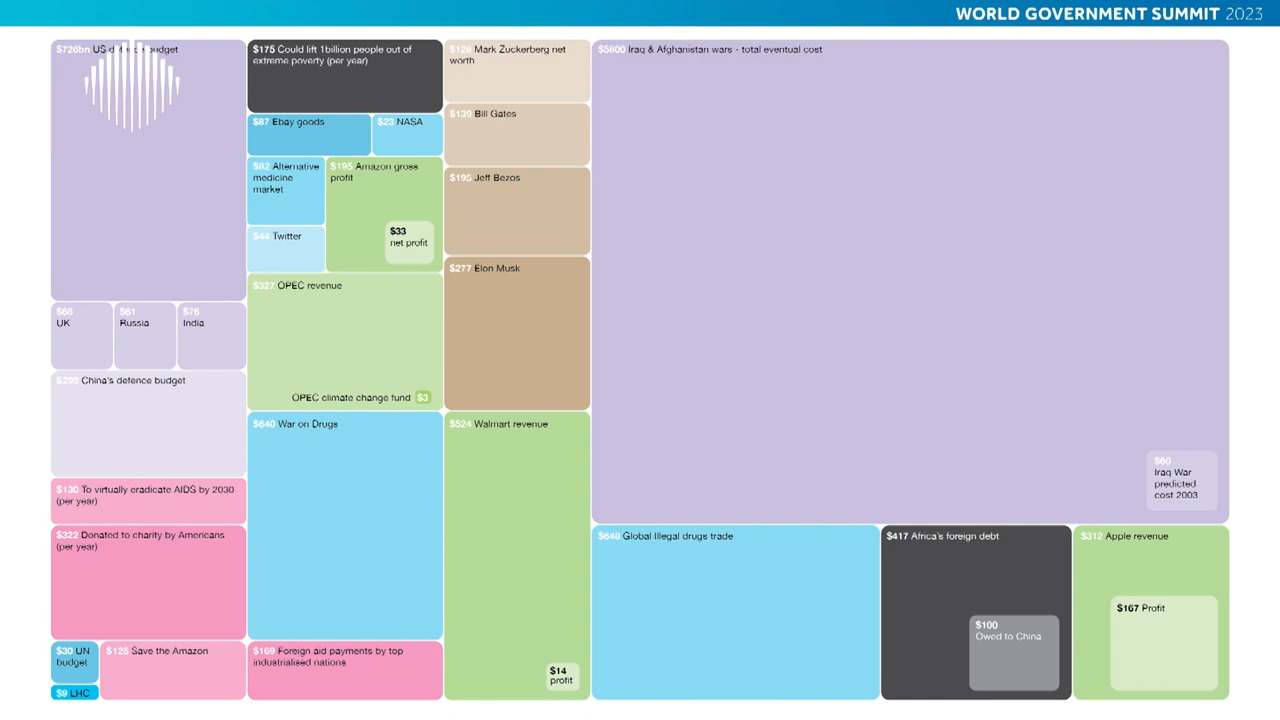 WORLD GOVERNMENT SUMMIT 2023
$726bn US defence budget
$175 Could lift 1billion people out of
extreme poverty (per year)
$128 Mark Zuckerberg net
worth
$5800 Iraq & Afghanistan wars - total eventual cost
$87 Ebay goods
$23 NASA
$139 Bill Gates
$82 Alternative
medicine
market
$195 Amazon gross
profit
$195 Jeff Bezos
$33
net profit
$44 Twitter
$277 Elon Musk
$327 OPEC revenue
$68
UK
$61
Russia
$76
India
China's defence budget
OPEC climate change fund $3
$640 War on Drugs
$524 Walmart revenue
$60
Iraq War
predicted
cost 2003
$130 To virtually eradicate AIDS by 2030
(per year)
$322 Donated to charity by Americans
(per year)
$648 Global Illegal drugs trade
$417 Africa's foreign debt
$312 Apple revenue
$167 Profit
$100
Owed to China
$30 UN
budget
$125 Save the Amazon
$169 Foreign aid payments by top
industrialised nations
$14
profit
$9 LHC